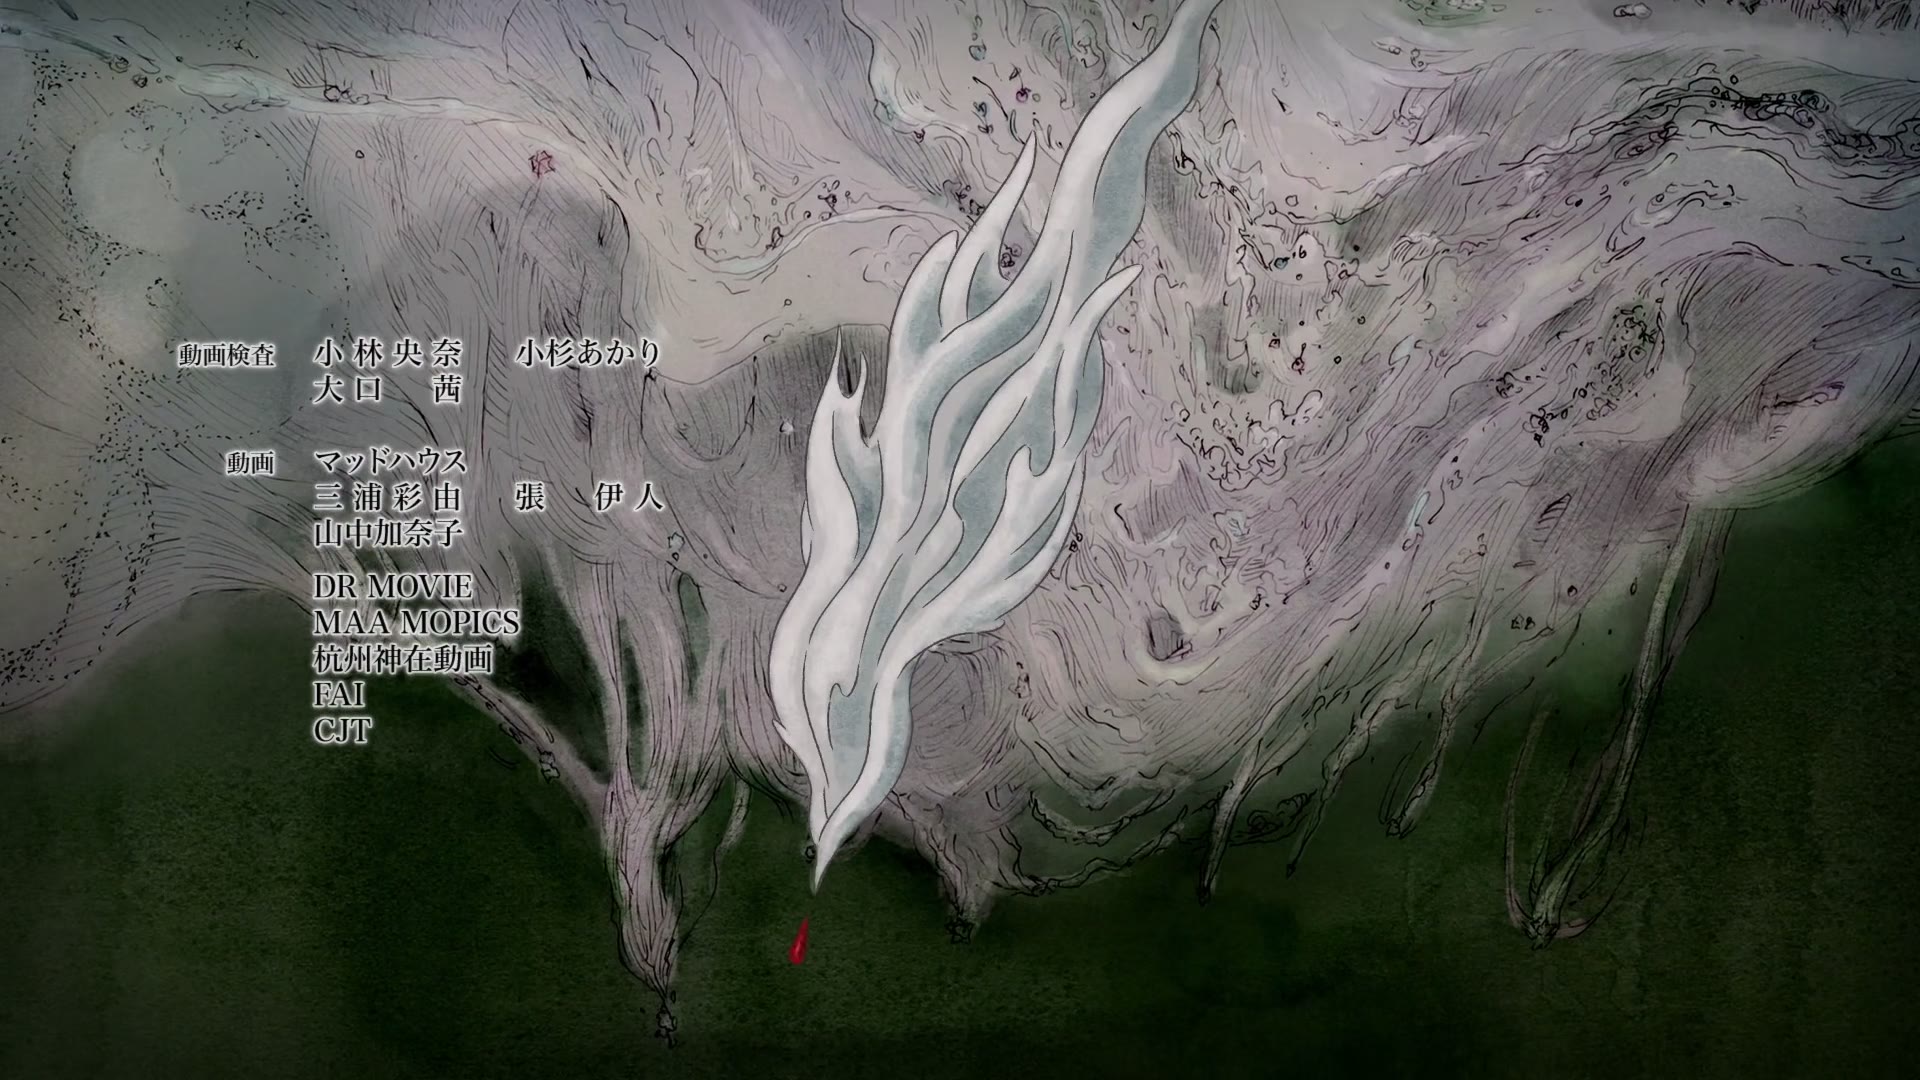 動画検査 小林央奈 小杉あかり
大口 茜
動画 マッドハウス
三浦彩由 張 伊人
山中加奈子
DR MOVIE
MAA MOPICS
杭州神在動画
FAI
CJT